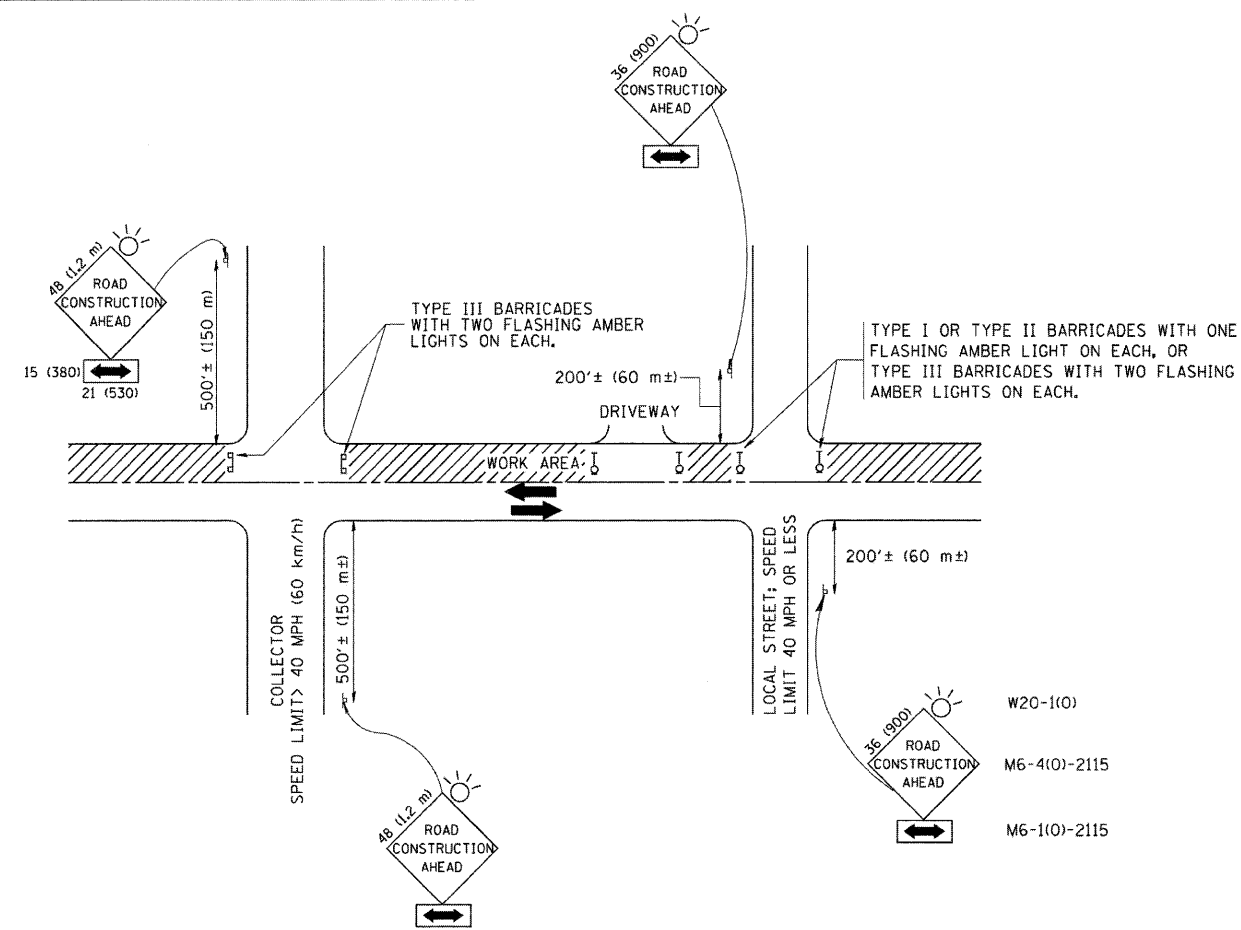 36 (900)
ROAD
CONSTRUCTION
AHEAD
48 (1.2 m)
ROAD
CONSTRUCTION
AHEAD
15 (380)
21 (530)
500'± (150 m)
TYPE III BARRICADES
WITH TWO FLASHING AMBER
LIGHTS ON EACH.
200'± (60 m±)
DRIVEWAY
TYPE I OR TYPE II BARRICADES WITH ONE
FLASHING AMBER LIGHT ON EACH, OR
TYPE III BARRICADES WITH TWO FLASHING
AMBER LIGHTS ON EACH.
WORK AREA
COLLECTOR
SPEED LIMIT> 40 MPH (60 km/h)
500'± (150 m±)
LOCAL STREET; SPEED
LIMIT 40 MPH OR LESS
200'± (60 m±)
36 (900)
ROAD
CONSTRUCTION
AHEAD
W20-1(O)
M6-4(O)-2115
M6-1(O)-2115
48 (1.2 m)
ROAD
CONSTRUCTION
AHEAD